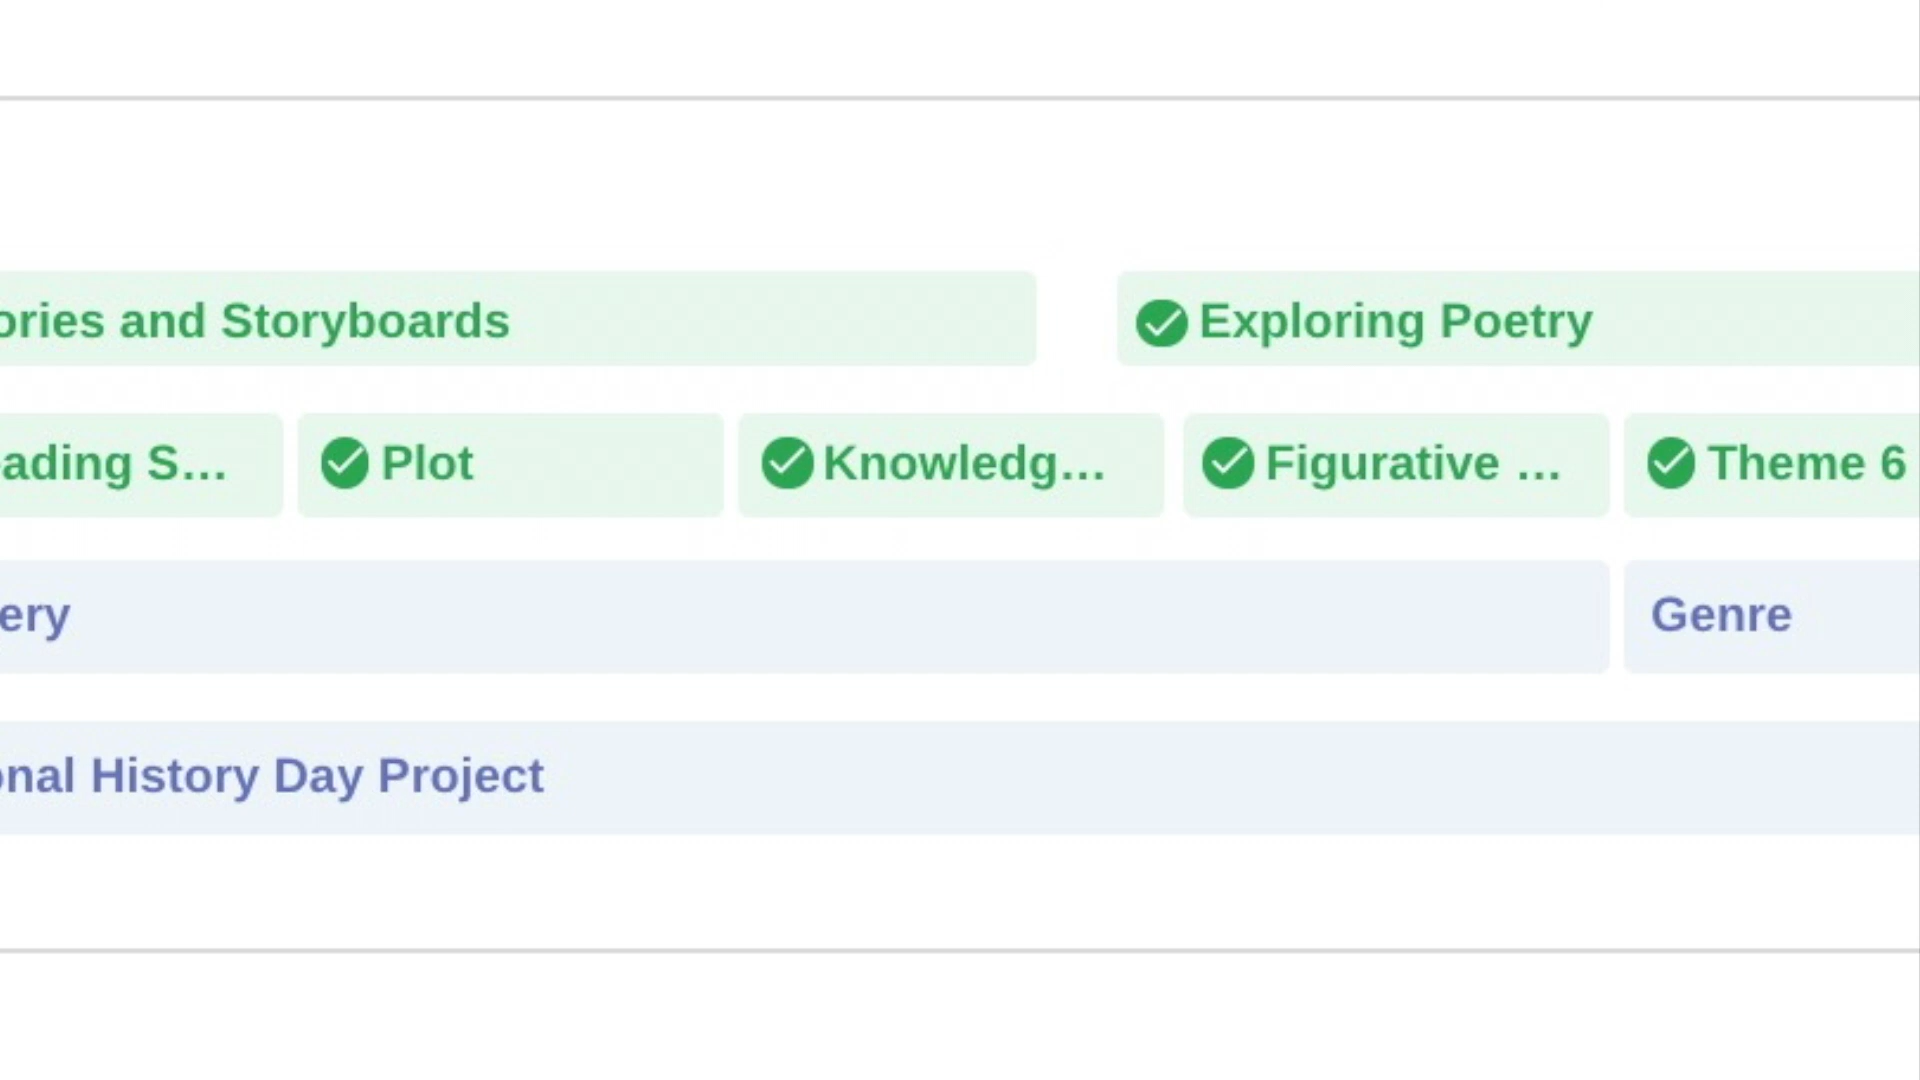 ories and Storyboards Exploring Poetry
ading S... Plot Knowledg... Figurative ... Theme 6
ery Genre
onal History Day Project